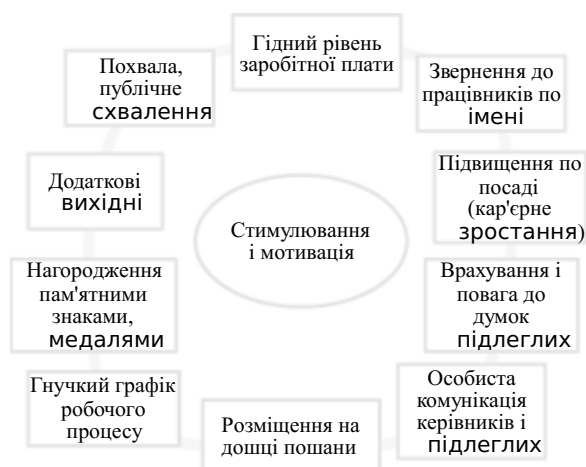 Гідний рівень
заробітної плати
Звернення до
працівників по
імені
Підвищення по
посаді
(кар'єрне
зростання)
Врахування і
повага до
думок
підлеглих
Особиста
комунікація
керівників і
підлеглих
Розміщення на
дошці пошани
Гнучкий графік
робочого
процесу
Нагородження
пам'ятними
знаками,
медалями
Додаткові
вихідні
Похвала,
публічне
схвалення
Стимулювання
і мотивація